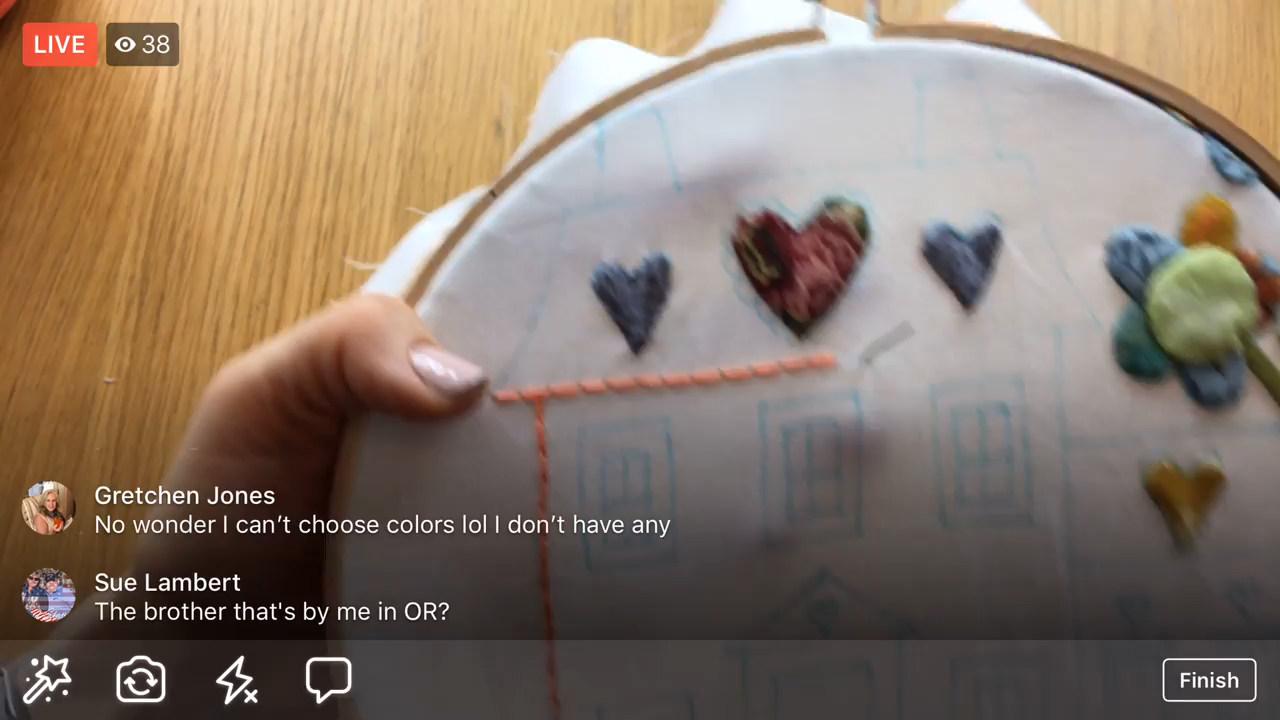 LIVE
38
Gretchen Jones
No wonder I can’t choose colors lol I don’t have any
Sue Lambert
The brother that's by me in OR?
Finish